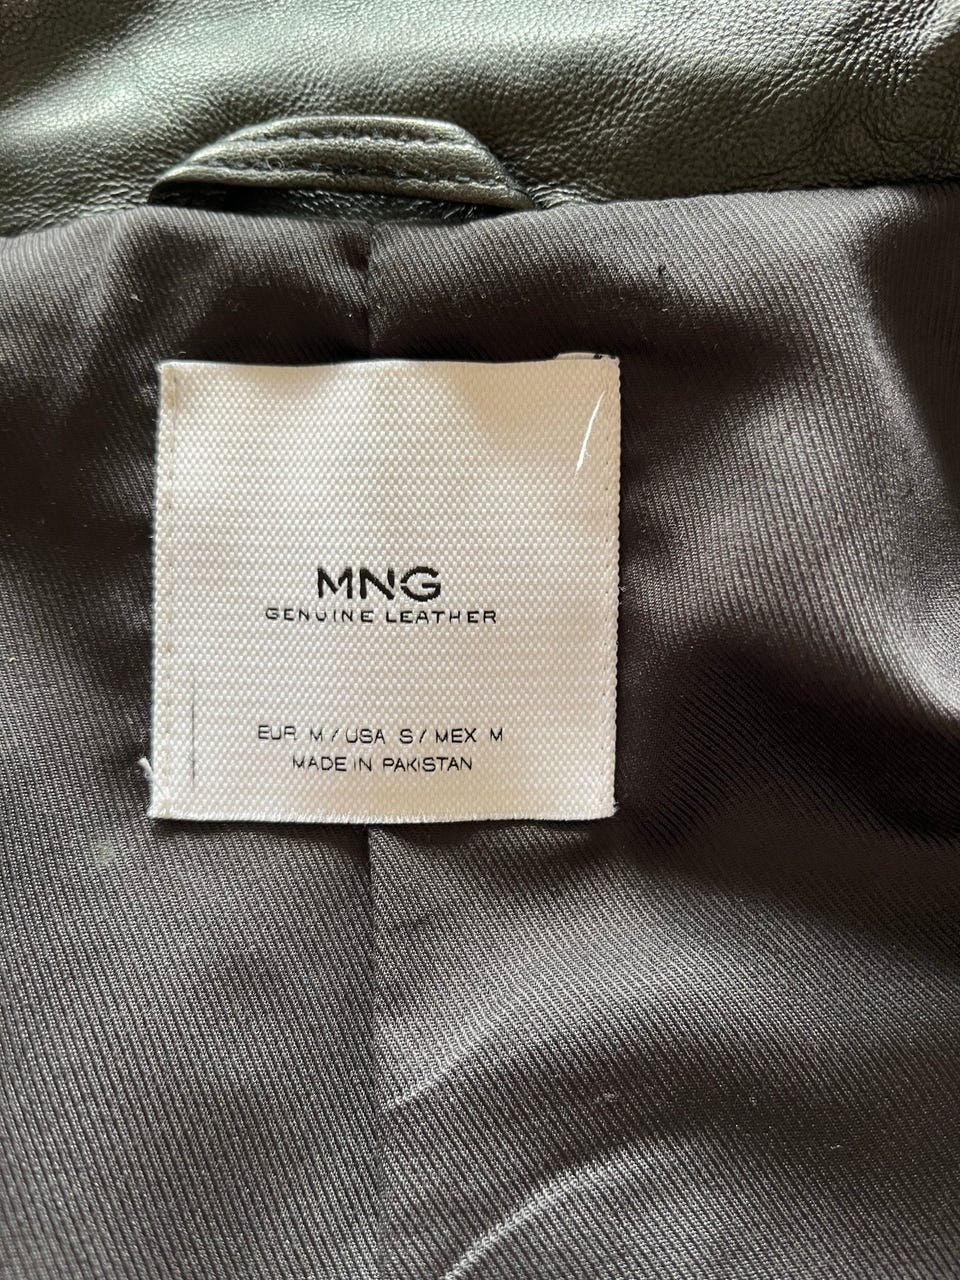 MNG
GENUINE LEATHER
EUR M / USA S / MEX M
MADE IN PAKISTAN